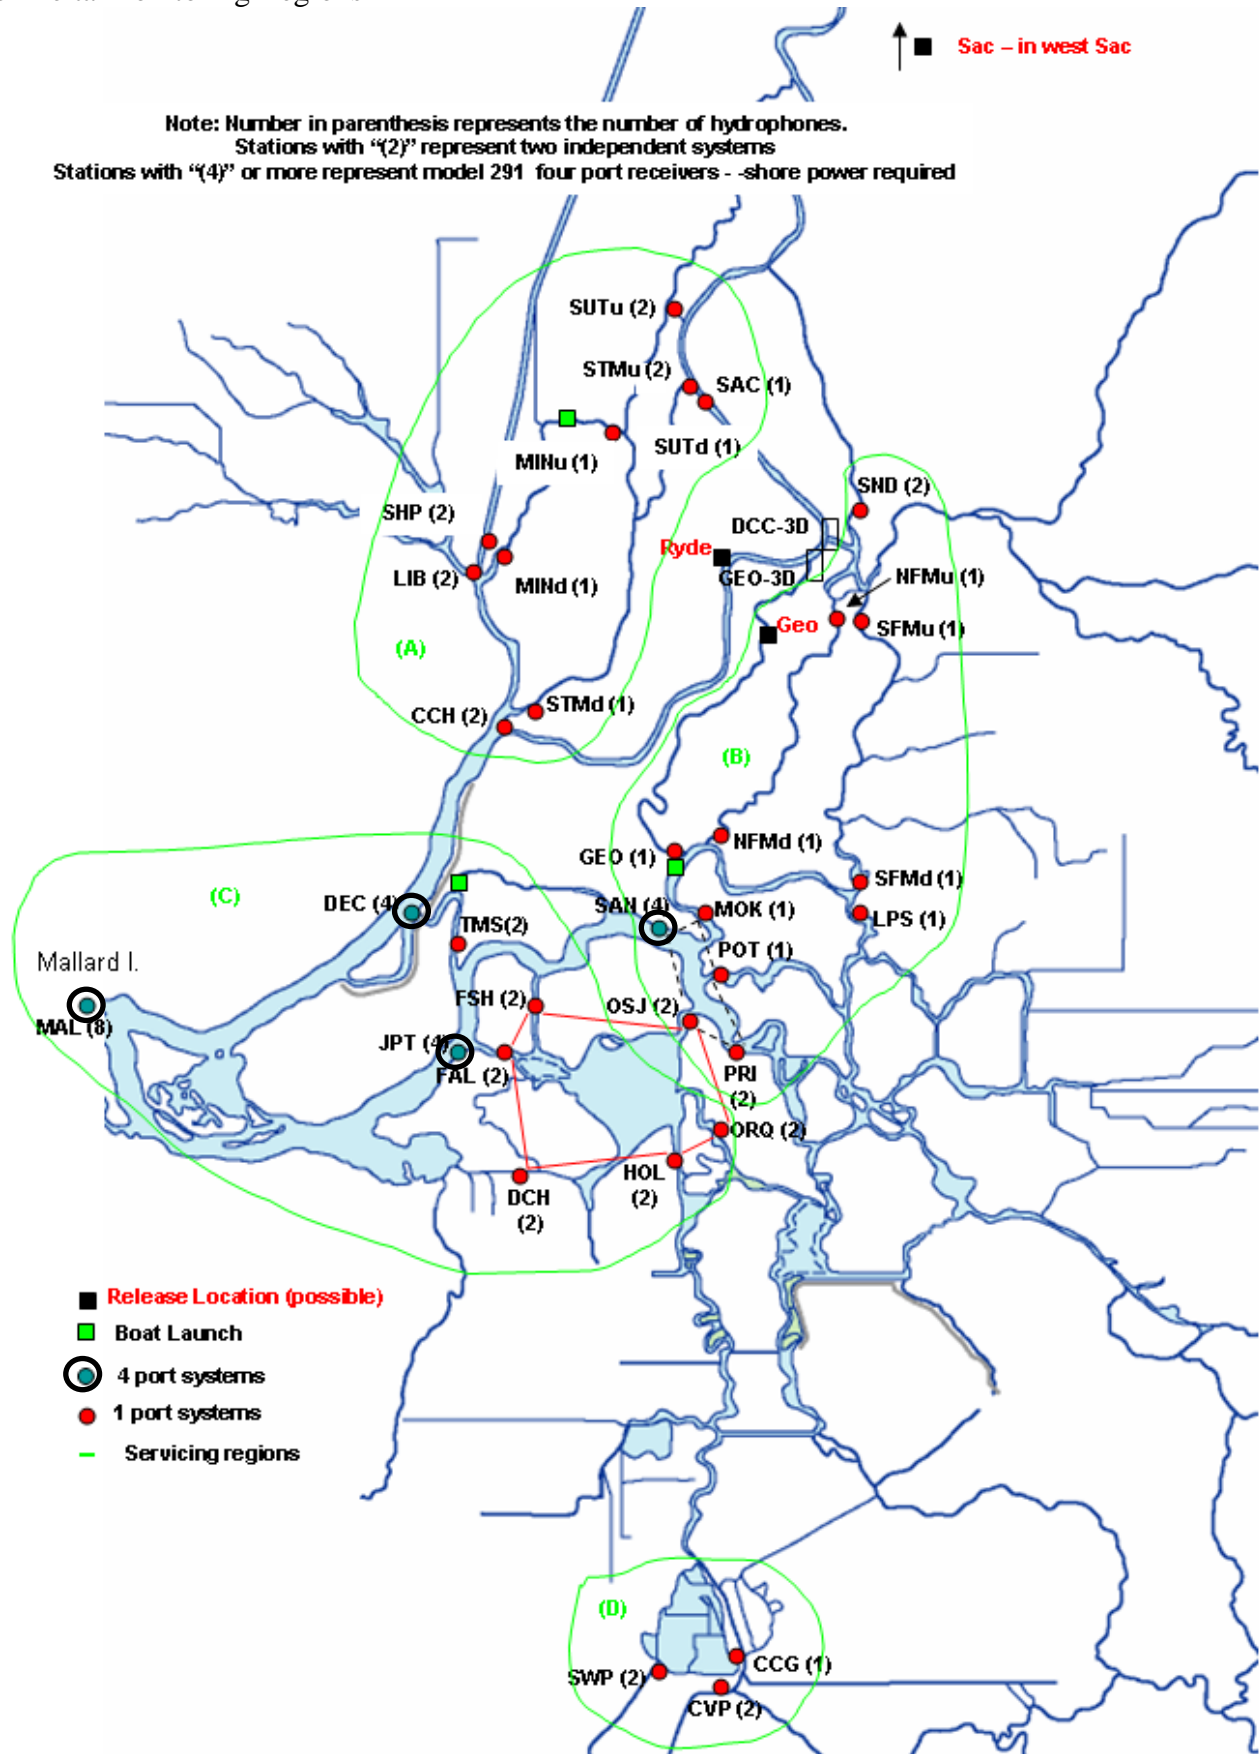 Sac – in west Sac
Note: Number in parenthesis represents the number of hydrophones.
Stations with “(2)” represent two independent systems
Stations with “(4)” or more represent model 291 four port receivers - -shore power required
SUTu (2)
STMu (2)
SAC (1)
SUTd (1)
MINu (1)
SND (2)
SHP (2)
DCC-3D
Ryde
GEO-3D
NFMu (1)
LIB (2)
MINd (1)
Geo
SFMu (1)
(A)
STMd (1)
CCH (2)
(B)
NFMd (1)
GEO (1)
SFMd (1)
(C)
DEC (4)
SAN (4)
MOK (1)
LPS (1)
TMS(2)
POT (1)
Mallard I.
FSH (2)
OSJ (2)
MAL (8)
JPT (4)
FAL (2)
PRI
(2)
ORQ (2)
HOL
(2)
DCH
(2)
Release Location (possible)
Boat Launch
4 port systems
1 port systems
Servicing regions
(D)
CCG (1)
SWP (2)
CVP (2)